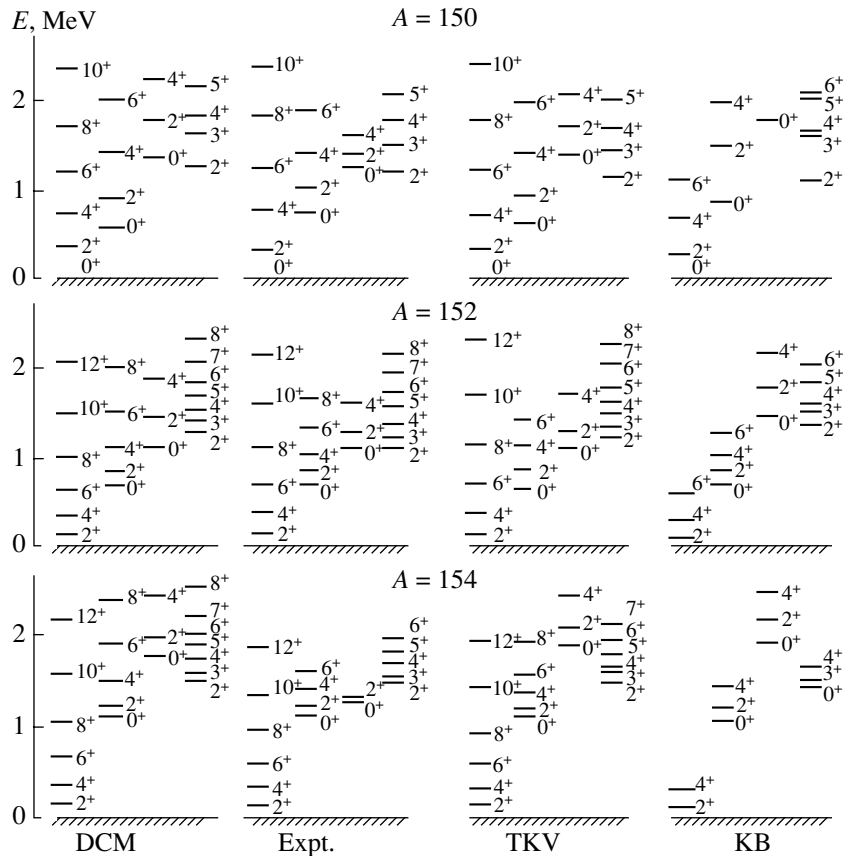 E, MeV
A = 150
2
1
0
10⁺ 8⁺ 6⁺ 4⁺ 2⁺ 0⁺
6⁺ 4⁺ 2⁺ 0⁺
4⁺ 2⁺ 0⁺
5⁺ 4⁺ 3⁺ 2⁺
10⁺ 8⁺ 6⁺ 4⁺ 2⁺ 0⁺
6⁺ 4⁺ 2⁺ 0⁺
4⁺ 2⁺ 0⁺
5⁺ 4⁺ 3⁺ 2⁺
10⁺ 8⁺ 6⁺ 4⁺ 2⁺ 0⁺
6⁺ 4⁺ 2⁺ 0⁺
4⁺ 2⁺ 0⁺
5⁺ 4⁺ 3⁺ 2⁺
6⁺ 4⁺ 2⁺ 0⁺
4⁺ 2⁺ 0⁺
0⁺
6⁺ 5⁺ 4⁺ 3⁺ 2⁺
A = 152
2
1
0
12⁺ 10⁺ 8⁺ 6⁺ 4⁺ 2⁺
8⁺ 6⁺ 4⁺ 2⁺ 0⁺
4⁺ 2⁺ 0⁺
8⁺ 7⁺ 6⁺ 5⁺ 4⁺ 3⁺ 2⁺
12⁺ 10⁺ 8⁺ 6⁺ 4⁺ 2⁺
8⁺ 6⁺ 4⁺ 2⁺ 0⁺
4⁺ 2⁺ 0⁺
8⁺ 7⁺ 6⁺ 5⁺ 4⁺ 3⁺ 2⁺
12⁺ 10⁺ 8⁺ 6⁺ 4⁺ 2⁺
6⁺ 4⁺ 2⁺ 0⁺
4⁺ 2⁺ 0⁺
8⁺ 7⁺ 6⁺ 5⁺ 4⁺ 3⁺ 2⁺
6⁺ 4⁺ 2⁺
6⁺ 4⁺ 2⁺ 0⁺
4⁺ 2⁺ 0⁺
6⁺ 5⁺ 4⁺ 3⁺ 2⁺
A = 154
2
1
0
12⁺ 10⁺ 8⁺ 6⁺ 4⁺ 2⁺
8⁺ 6⁺ 4⁺ 2⁺ 0⁺
4⁺ 2⁺ 0⁺
8⁺ 7⁺ 6⁺ 5⁺ 4⁺ 3⁺ 2⁺
12⁺ 10⁺ 8⁺ 6⁺ 4⁺ 2⁺
6⁺ 4⁺ 2⁺ 0⁺
2⁺ 0⁺
6⁺ 5⁺ 4⁺ 3⁺ 2⁺
12⁺ 10⁺ 8⁺ 6⁺ 4⁺ 2⁺
8⁺ 6⁺ 4⁺ 2⁺ 0⁺
4⁺ 2⁺ 0⁺
7⁺ 6⁺ 5⁺ 4⁺ 3⁺ 2⁺
4⁺ 2⁺
4⁺ 2⁺ 0⁺
4⁺ 2⁺ 0⁺
4⁺ 3⁺ 2⁺
DCM Expt. TKV KB